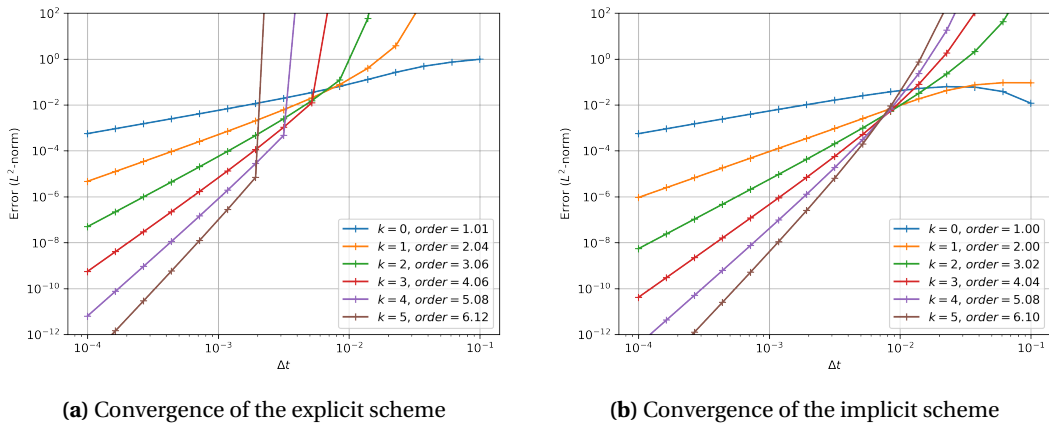 10^2
10^0
10^-2
10^-4
10^-6
10^-8
10^-10
10^-12
Error (L^2-norm)
10^-4 10^-3 10^-2 10^-1
Δt
k = 0, order = 1.01
k = 1, order = 2.04
k = 2, order = 3.06
k = 3, order = 4.06
k = 4, order = 5.08
k = 5, order = 6.12
(a) Convergence of the explicit scheme
10^2
10^0
10^-2
10^-4
10^-6
10^-8
10^-10
10^-12
Error (L^2-norm)
10^-4 10^-3 10^-2 10^-1
Δt
k = 0, order = 1.00
k = 1, order = 2.00
k = 2, order = 3.02
k = 3, order = 4.04
k = 4, order = 5.08
k = 5, order = 6.10
(b) Convergence of the implicit scheme